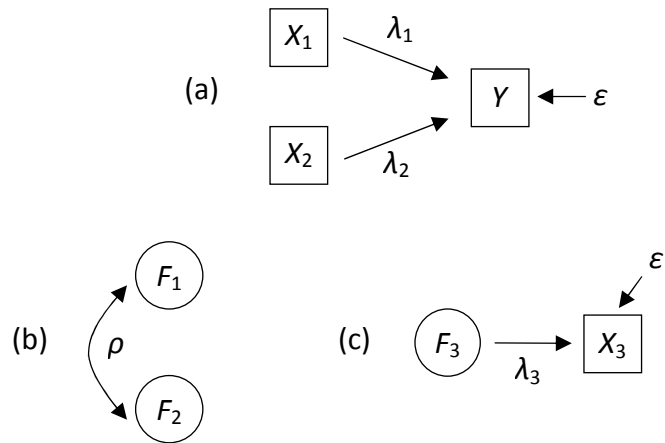 X₁ λ₁
(a) Y ε
X₂ λ₂
F₁
(b) ρ
F₂
ε
(c) F₃ λ₃ X₃